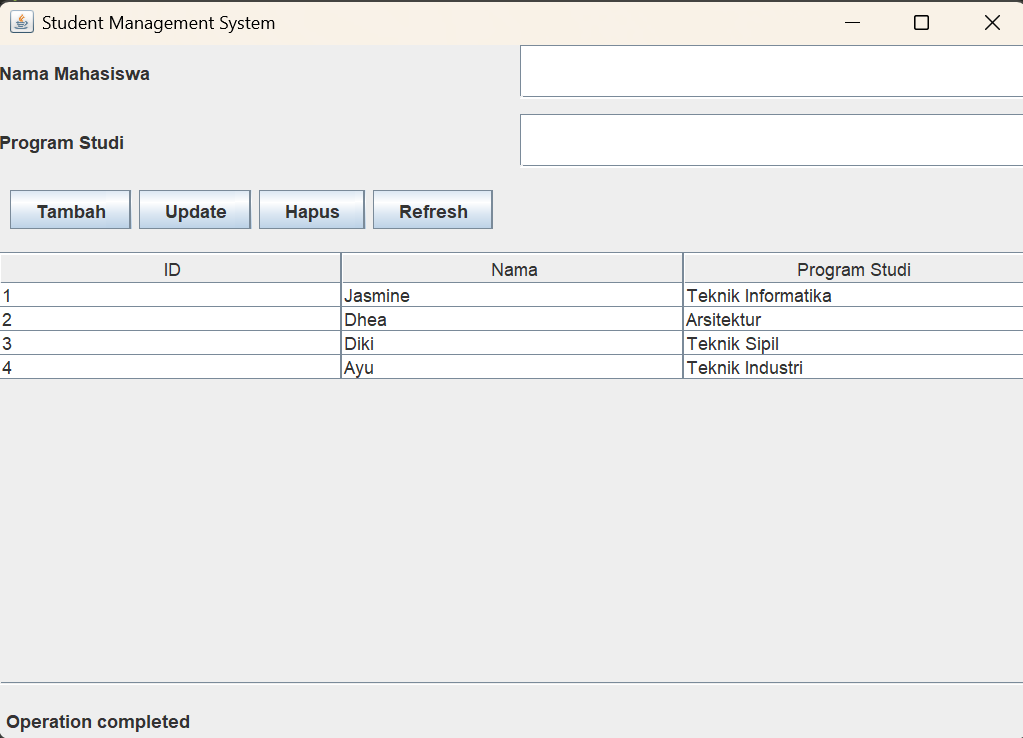 Student Management System
Nama Mahasiswa
Program Studi
Tambah Update Hapus Refresh
ID Nama Program Studi
1 Jasmine Teknik Informatika
2 Dhea Arsitektur
3 Diki Teknik Sipil
4 Ayu Teknik Industri
Operation completed